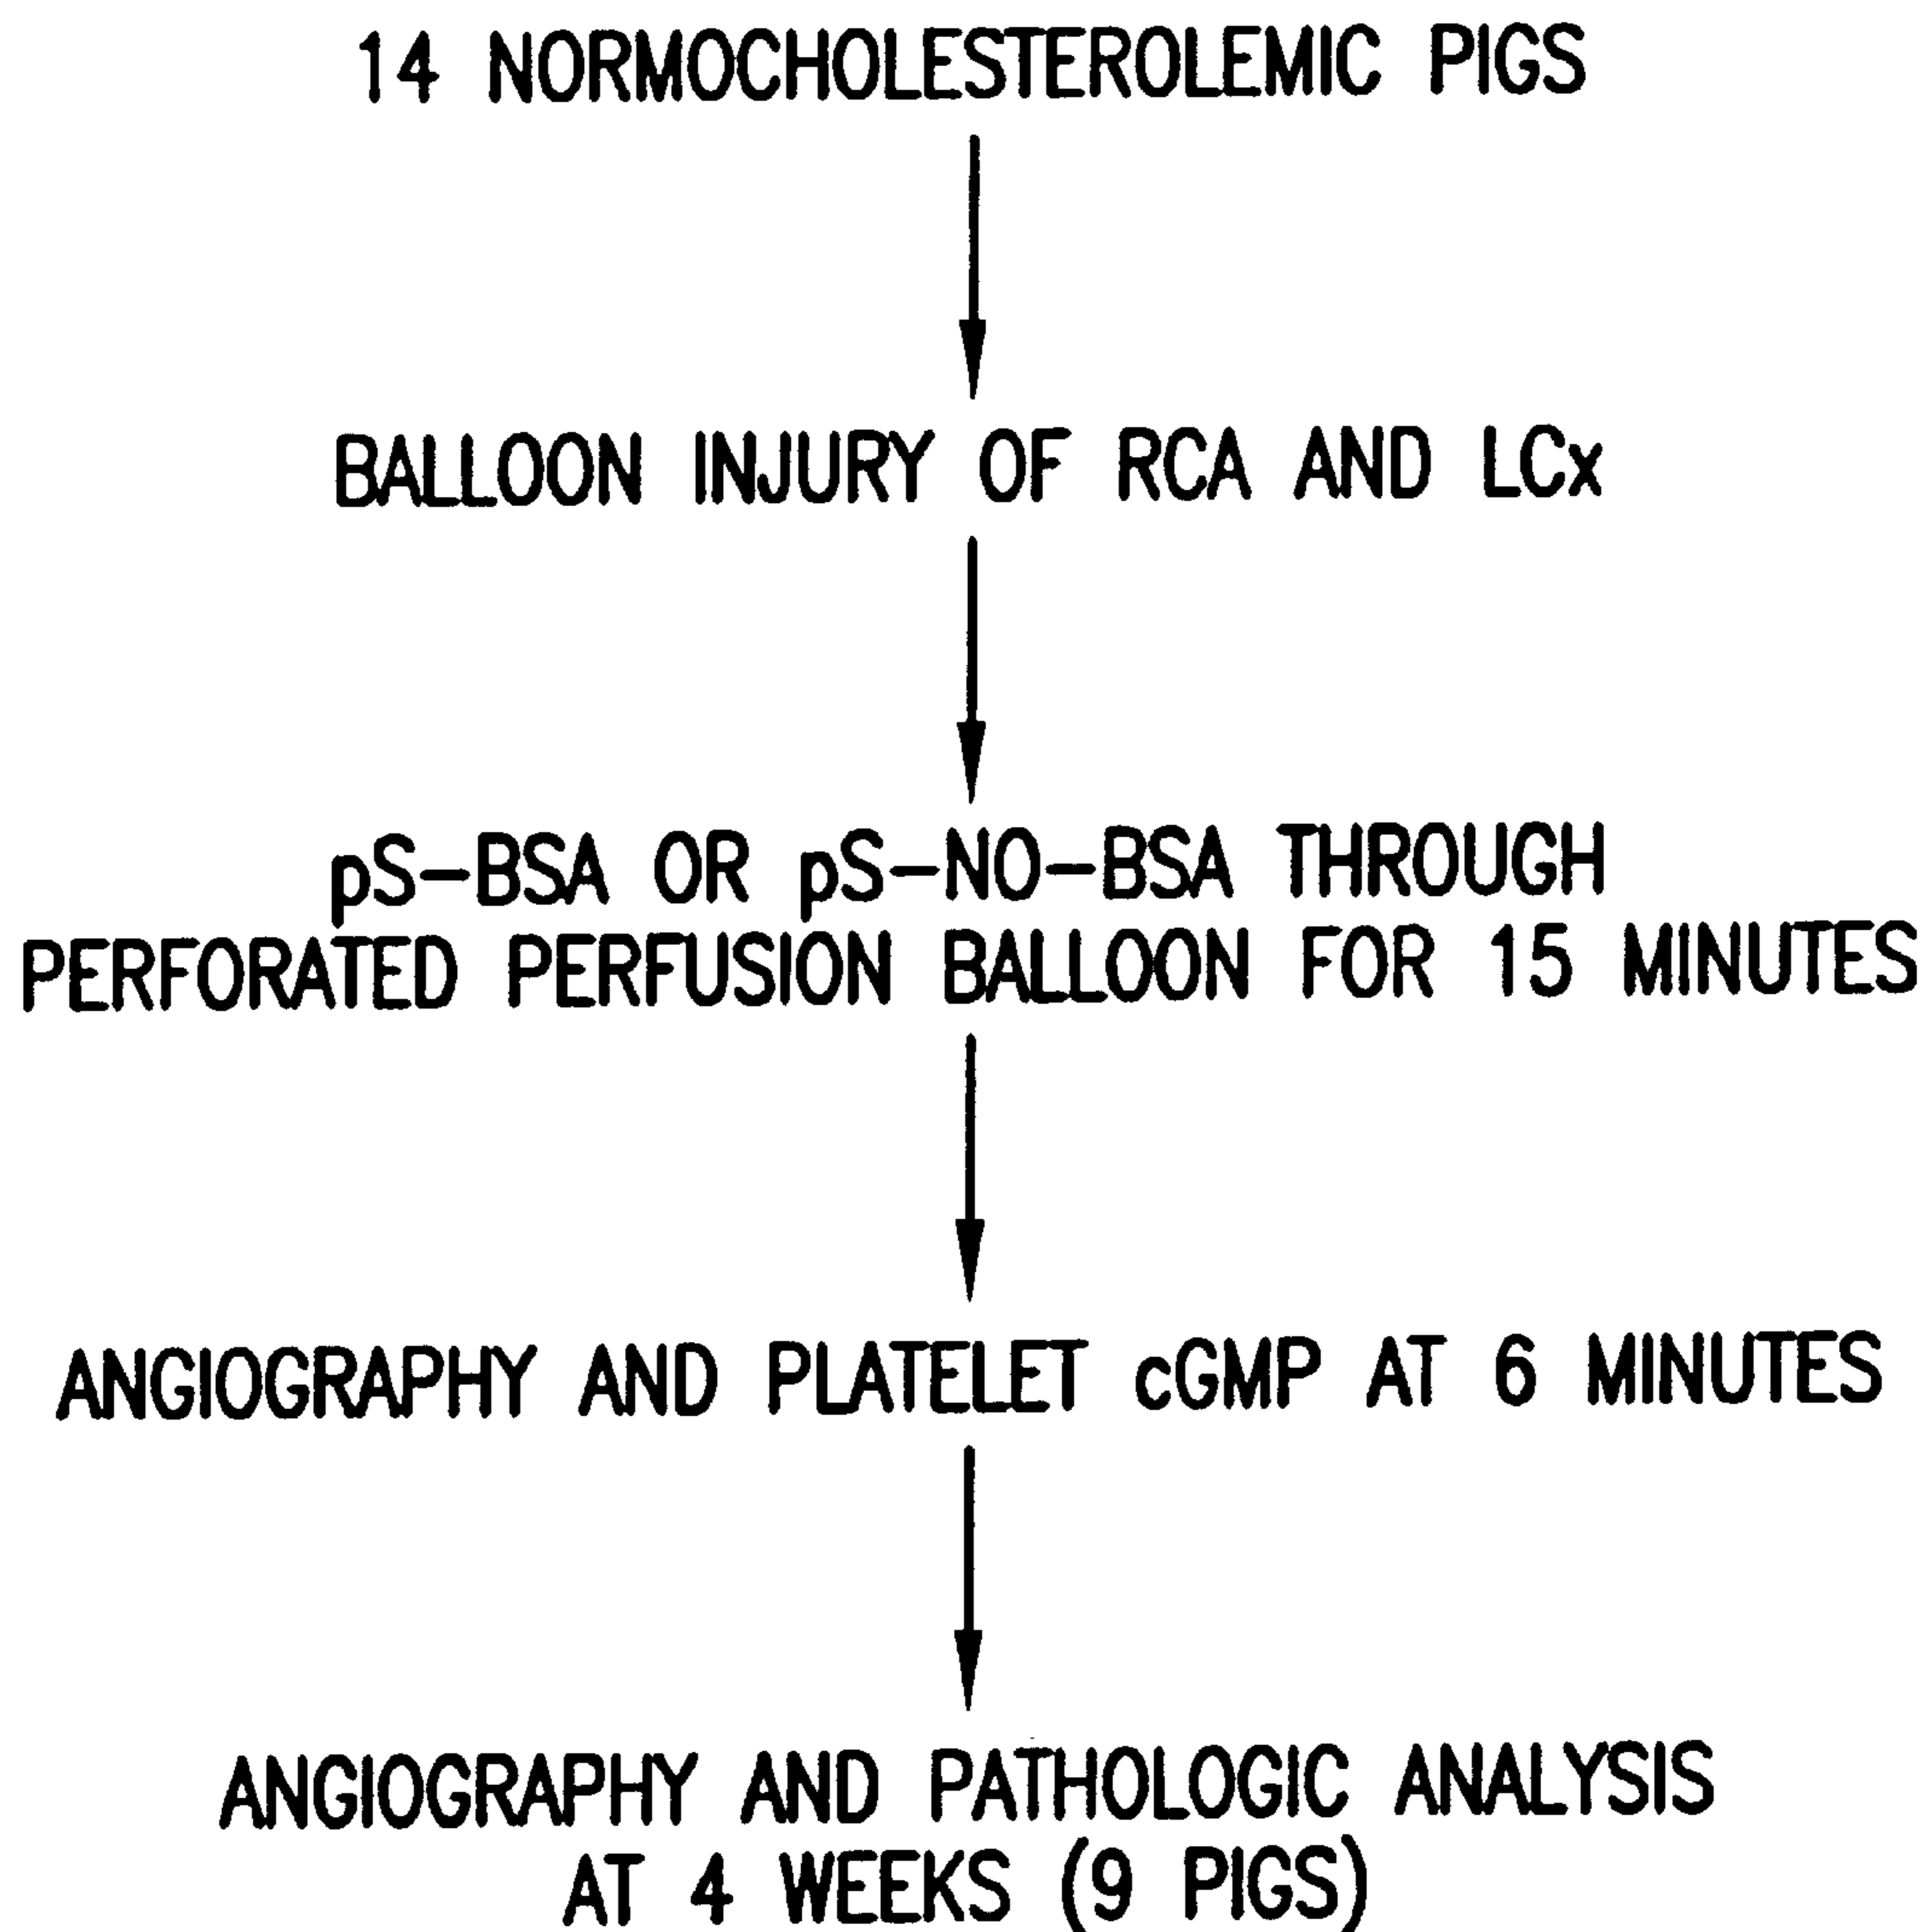 14 NORMOCHOLESTEROLEMIC PIGS
BALLOON INJURY OF RCA AND LCx
pS-BSA OR pS-NO-BSA THROUGH
PERFORATED PERFUSION BALLOON FOR 15 MINUTES
ANGIOGRAPHY AND PLATELET cGMP AT 6 MINUTES
ANGIOGRAPHY AND PATHOLOGIC ANALYSIS
AT 4 WEEKS (9 PIGS)